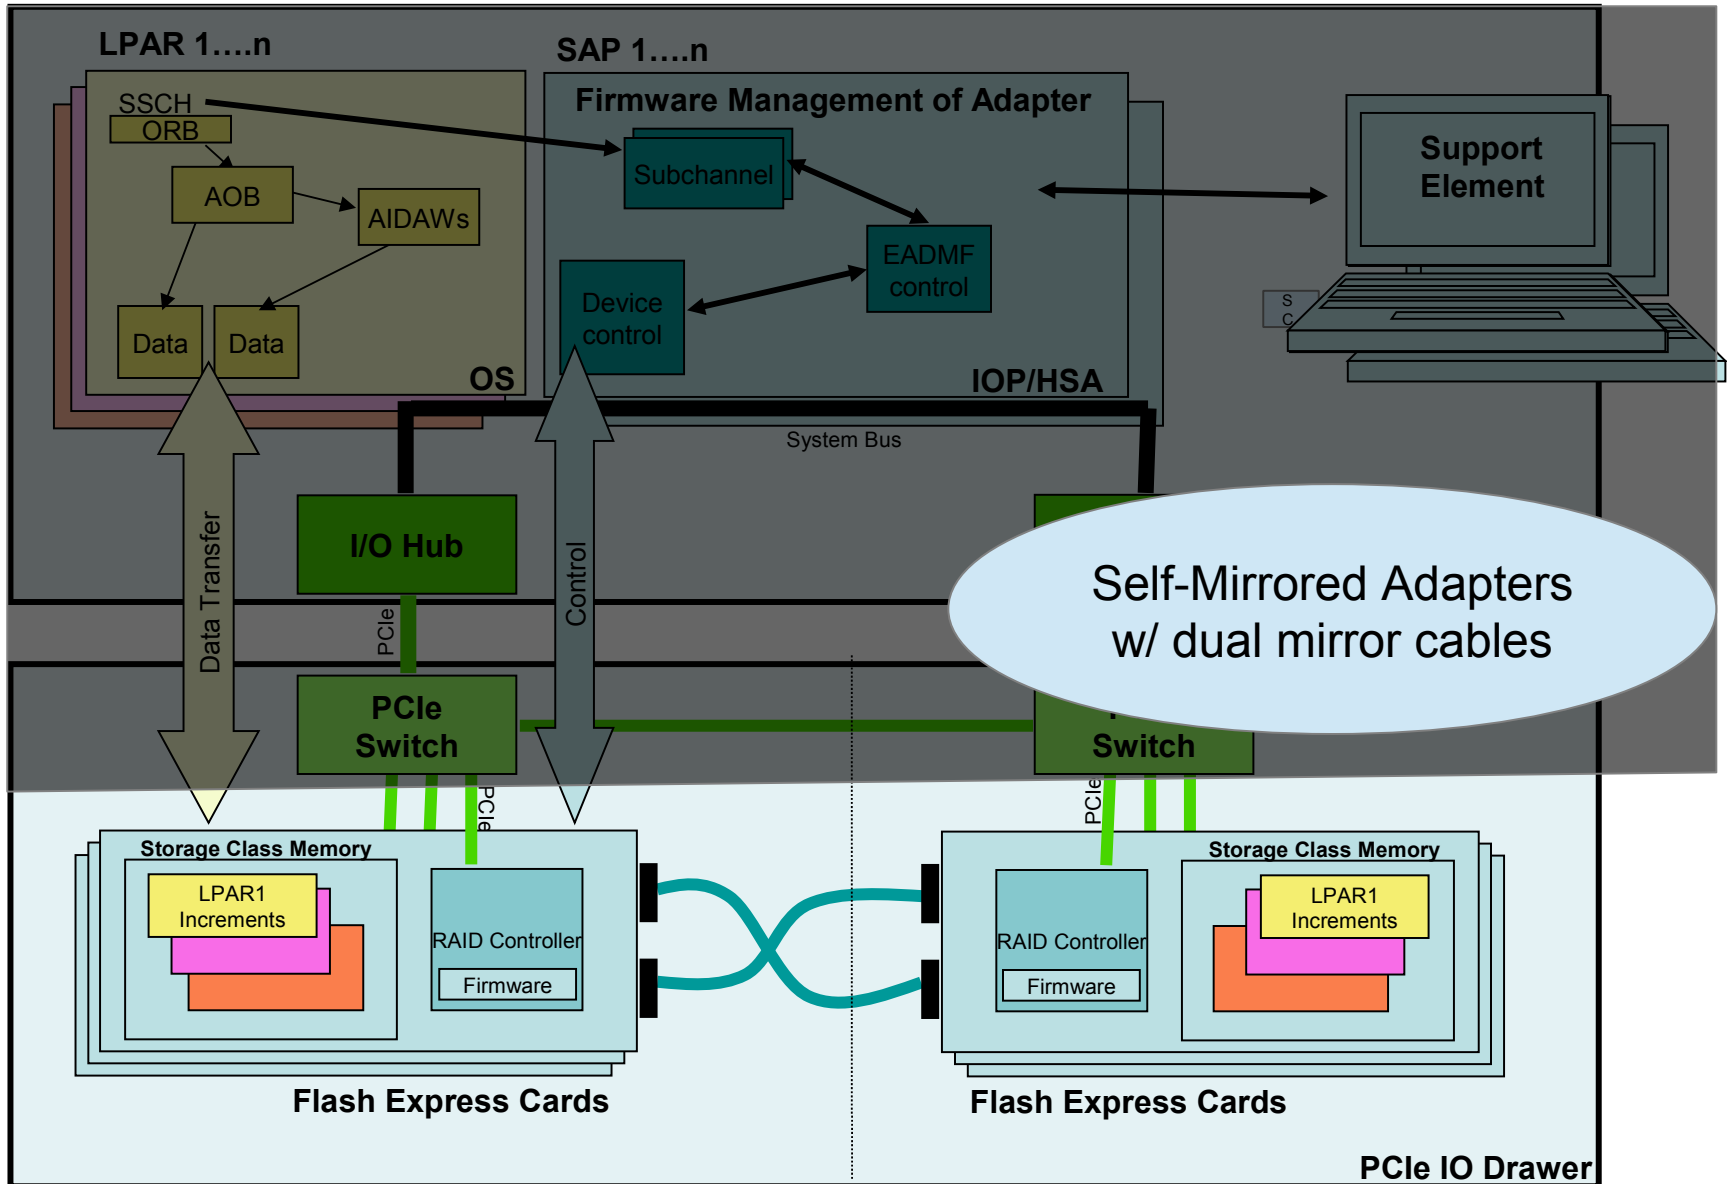 LPAR 1….n
SAP 1….n
SSCH
ORB
AOB
AIDAWs
Data
Data
OS
Firmware Management of Adapter
Subchannel
EADMF
control
Device
control
IOP/HSA
Support
Element
S
C
System Bus
I/O Hub
Data Transfer
Control
PCIe
Self-Mirrored Adapters
w/ dual mirror cables
PCIe
Switch
Switch
PCIe
PCIe
Storage Class Memory
LPAR1
Increments
RAID Controller
Firmware
Storage Class Memory
LPAR1
Increments
RAID Controller
Firmware
Flash Express Cards
Flash Express Cards
PCIe IO Drawer